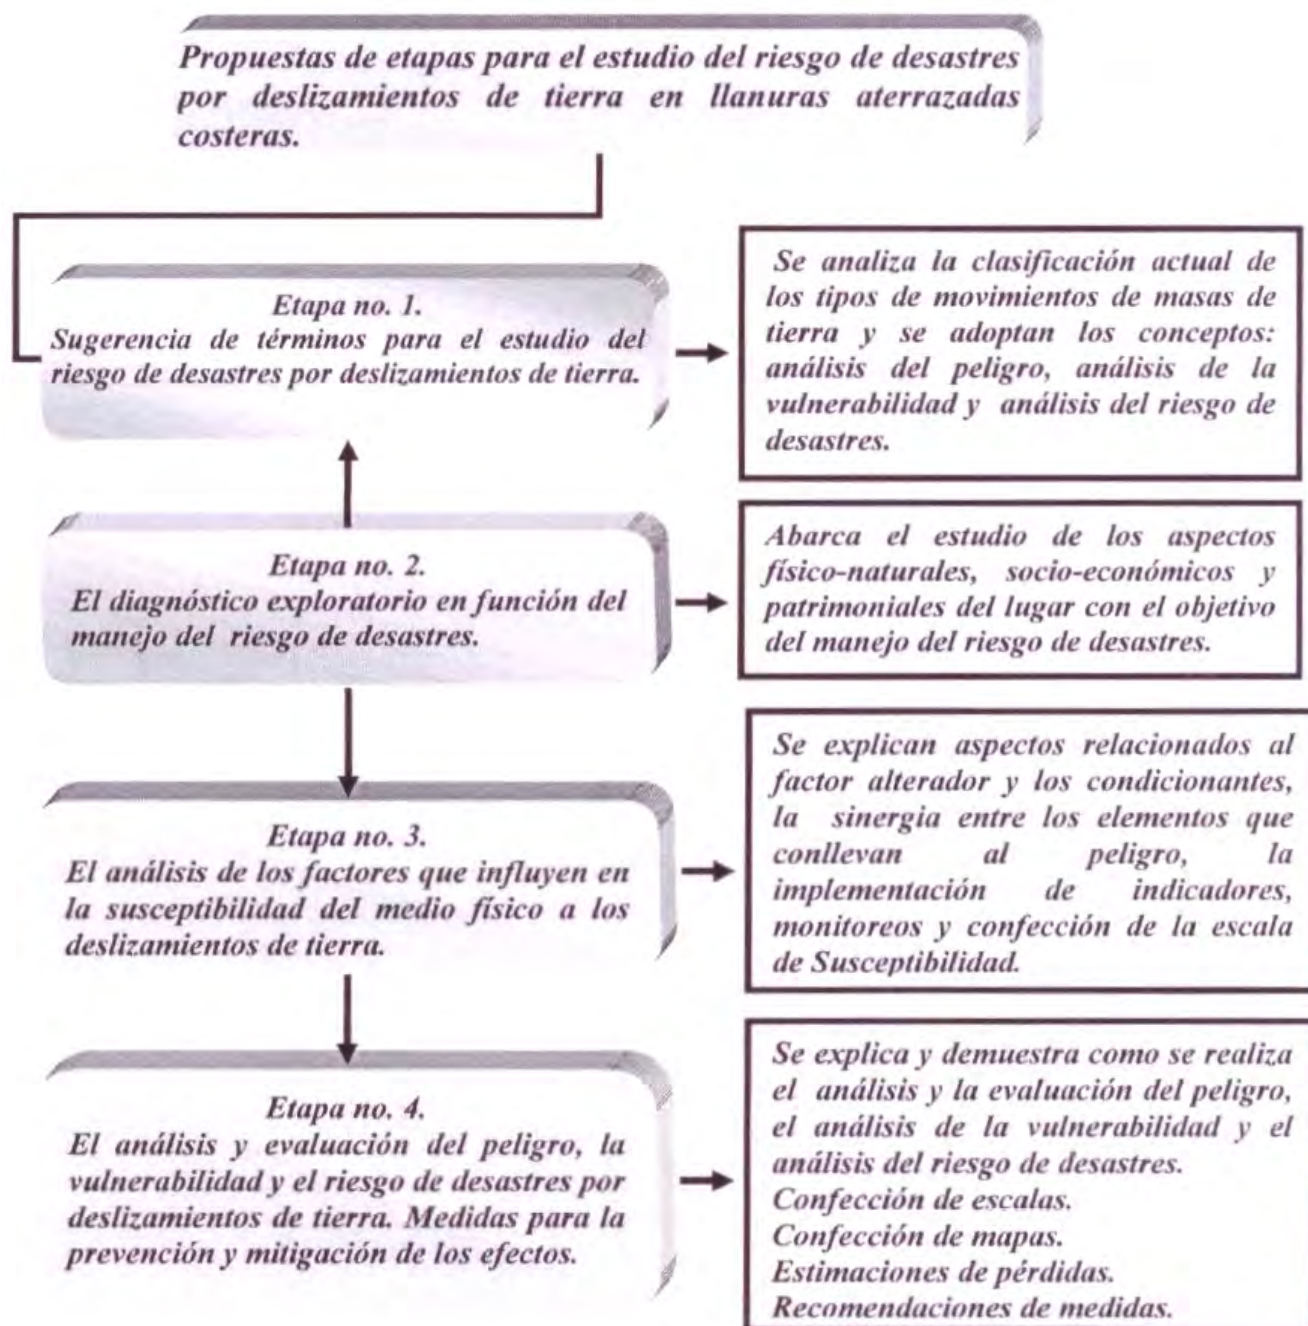 Propuestas de etapas para el estudio del riesgo de desastres
por deslizamientos de tierra en llanuras aterrazadas
costeras.
Etapa no. 1.
Sugerencia de términos para el estudio del
riesgo de desastres por deslizamientos de tierra.
Se analiza la clasificación actual de
los tipos de movimientos de masas de
tierra y se adoptan los conceptos:
análisis del peligro, análisis de la
vulnerabilidad y análisis del riesgo de
desastres.
Etapa no. 2.
El diagnóstico exploratorio en función del
manejo del riesgo de desastres.
Abarca el estudio de los aspectos
físico-naturales, socio-económicos y
patrimoniales del lugar con el objetivo
del manejo del riesgo de desastres.
Etapa no. 3.
El análisis de los factores que influyen en
la susceptibilidad del medio físico a los
deslizamientos de tierra.
Se explican aspectos relacionados al
factor alterador y los condicionantes,
la sinergia entre los elementos que
conllevan al peligro, la
implementación de indicadores,
monitoreos y confección de la escala
de Susceptibilidad.
Etapa no. 4.
El análisis y evaluación del peligro, la
vulnerabilidad y el riesgo de desastres por
deslizamientos de tierra. Medidas para la
prevención y mitigación de los efectos.
Se explica y demuestra como se realiza
el análisis y la evaluación del peligro,
el análisis de la vulnerabilidad y el
análisis del riesgo de desastres.
Confección de escalas.
Confección de mapas.
Estimaciones de pérdidas.
Recomendaciones de medidas.